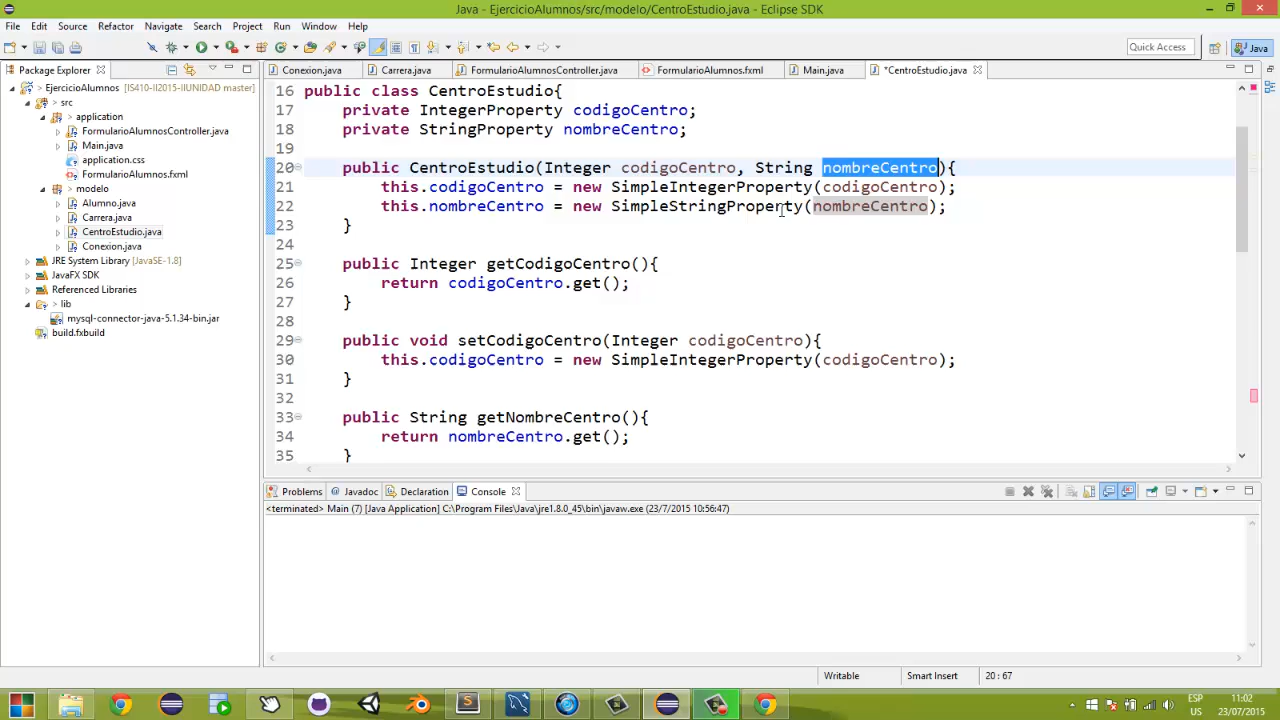 Java - EjercicioAlumnos/src/modelo/CentroEstudio.java - Eclipse SDK
File Edit Source Refactor Navigate Search Project Run Window Help
Quick Access
Java
Package Explorer
Conexion.java
Carrera.java
FormularioAlumnosController.java
FormularioAlumnos.fxml
Main.java
*CentroEstudio.java
> EjercicioAlumnos [IS410-II2015-IIUNIDAD master]
> src
> application
> FormularioAlumnosController.java
> Main.java
application.css
> FormularioAlumnos.fxml
> modelo
> Alumno.java
> Carrera.java
> CentroEstudio.java
> Conexion.java
JRE System Library [JavaSE-1.8]
JavaFX SDK
Referenced Libraries
> lib
mysql-connector-java-5.1.34-bin.jar
build.fxbuild
16 public class CentroEstudio{
17 private IntegerProperty codigoCentro;
18 private StringProperty nombreCentro;
19
20 public CentroEstudio(Integer codigoCentro, String nombreCentro){
21 this.codigoCentro = new SimpleIntegerProperty(codigoCentro);
22 this.nombreCentro = new SimpleStringProperty(nombreCentro);
23 }
24
25 public Integer getCodigoCentro(){
26 return codigoCentro.get();
27 }
28
29 public void setCodigoCentro(Integer codigoCentro){
30 this.codigoCentro = new SimpleIntegerProperty(codigoCentro);
31 }
32
33 public String getNombreCentro(){
34 return nombreCentro.get();
35 }
Problems Javadoc Declaration Console
<terminated> Main (7) [Java Application] C:\Program Files\Java\jre1.8.0_45\bin\javaw.exe (23/7/2015 10:56:47)
Writable Smart Insert 20 : 67
ESP
US
11:02
23/07/2015